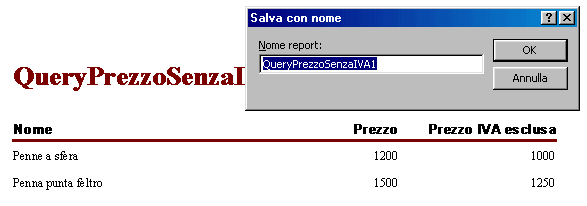 Salva con nome
Nome report:
QueryPrezzoSenzaIVA1
OK
Annulla
QueryPrezzoSenzaI
Nome Prezzo Prezzo IVA esclusa
Penne a sfera 1200 1000
Penna punta feltro 1500 1250